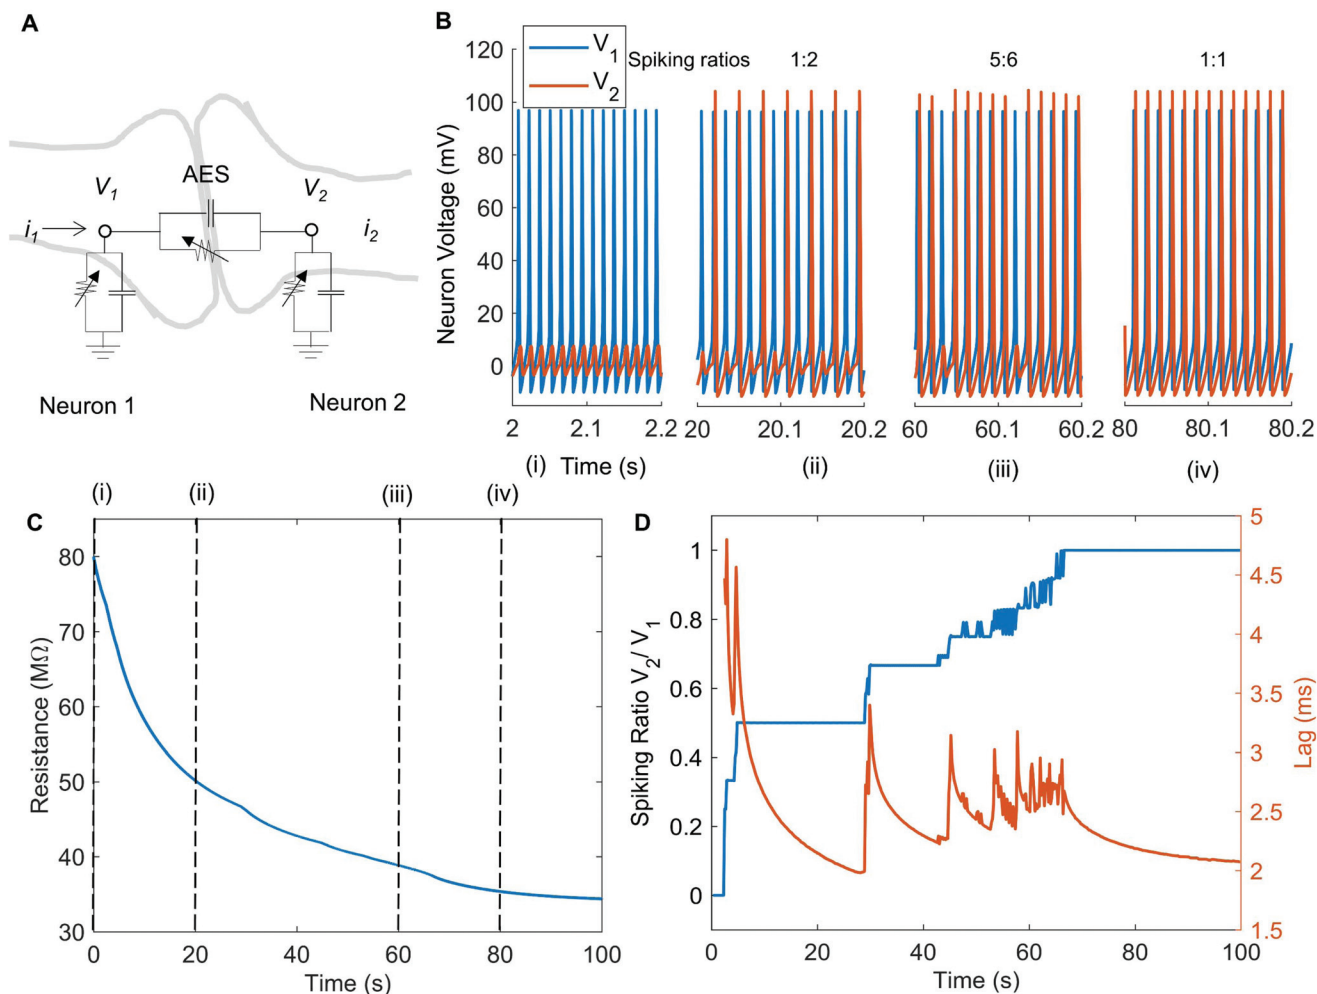 A
AES
V1
V2
i1
i2
Neuron 1
Neuron 2
B
V1
V2
Spiking ratios 1:2 5:6 1:1
Neuron Voltage (mV)
120
100
80
60
40
20
0
2 2.1 2.2 20 20.1 20.2 60 60.1 60.2 80 80.1 80.2
(i) Time (s) (ii) (iii) (iv)
(i) (ii) (iii) (iv)
C
Resistance (MΩ)
80
70
60
50
40
30
0 20 40 60 80 100
Time (s)
D
Spiking Ratio V2/ V1
1
0.8
0.6
0.4
0.2
0
0 20 40 60 80 100
Time (s)
5
4.5
4
3.5
3
2.5
2
1.5
Lag (ms)